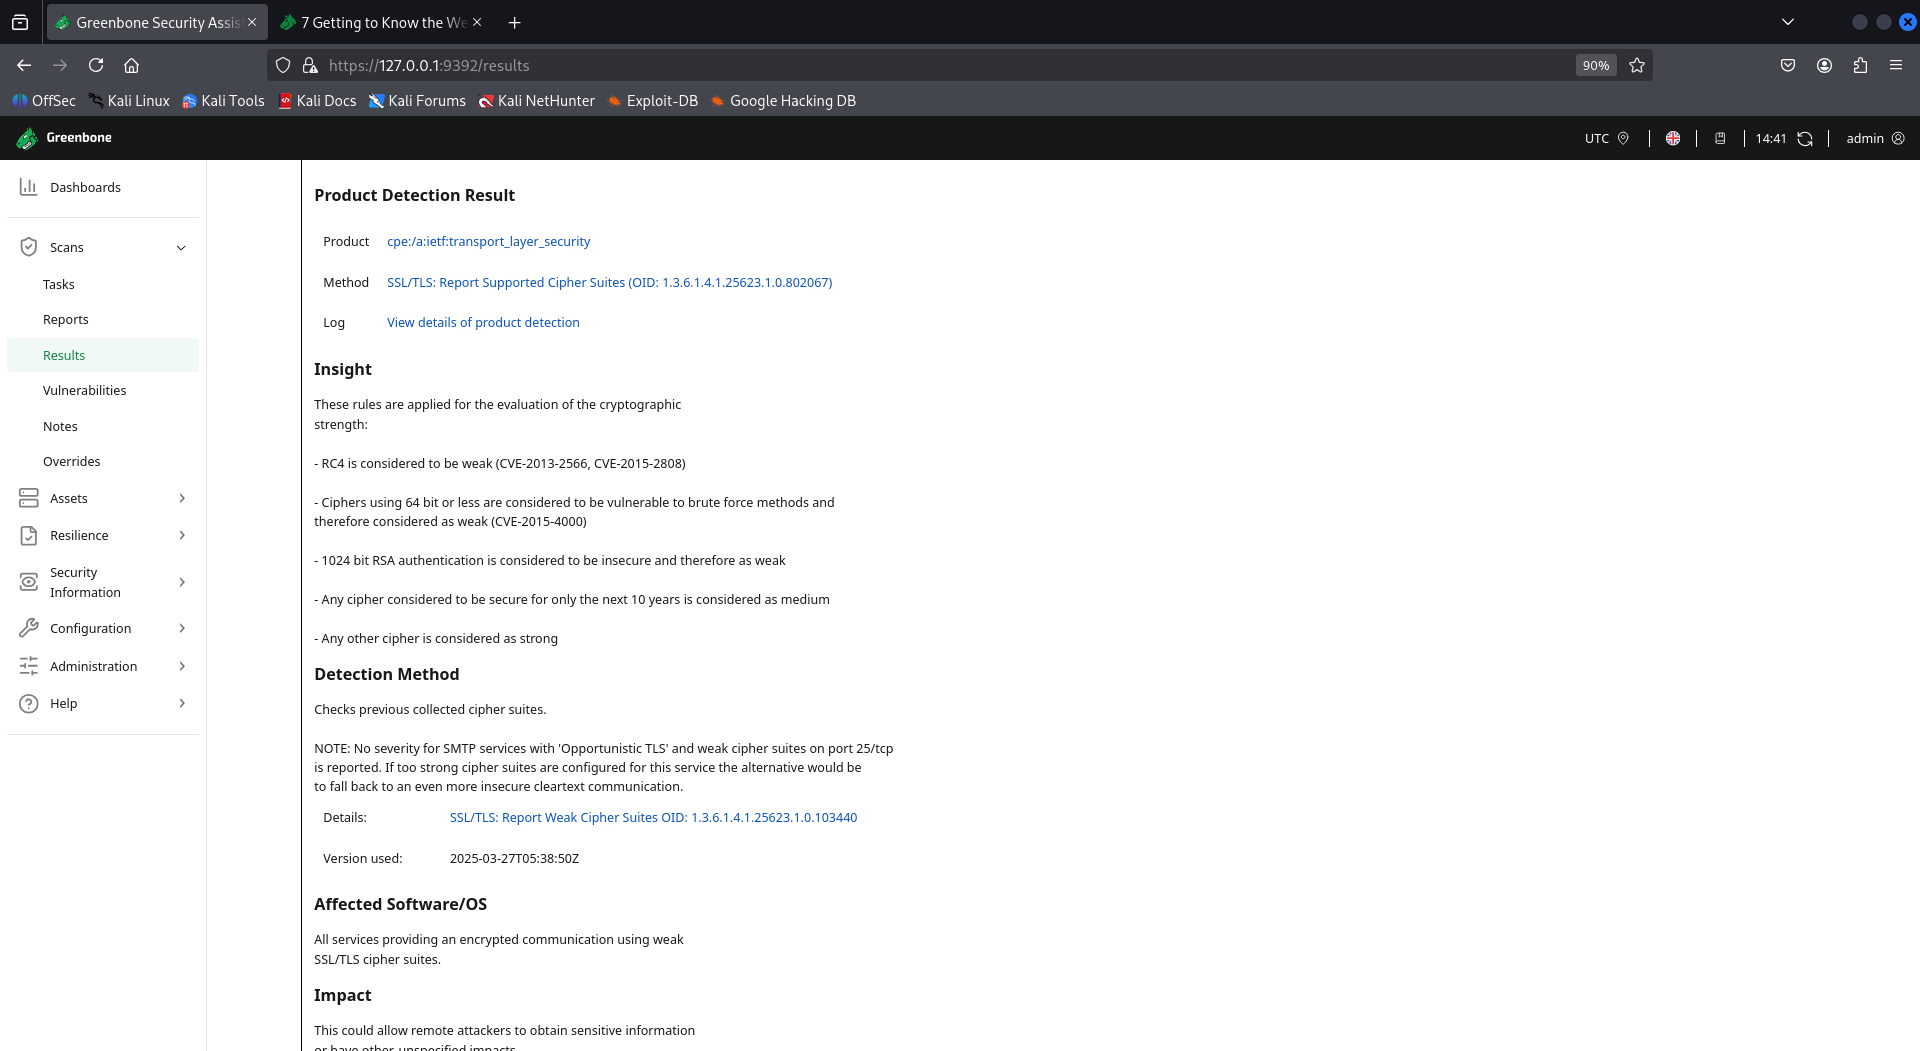 Greenbone Security Assis
7 Getting to Know the We
https://127.0.0.1:9392/results
90%
OffSec
Kali Linux
Kali Tools
Kali Docs
Kali Forums
Kali NetHunter
Exploit-DB
Google Hacking DB
Greenbone
UTC
14:41
admin
Dashboards
Scans
Tasks
Reports
Results
Vulnerabilities
Notes
Overrides
Assets
Resilience
Security
Information
Configuration
Administration
Help
Product Detection Result
Product cpe:/a:ietf:transport_layer_security
Method SSL/TLS: Report Supported Cipher Suites (OID: 1.3.6.1.4.1.25623.1.0.802067)
Log View details of product detection
Insight
These rules are applied for the evaluation of the cryptographic
strength:
- RC4 is considered to be weak (CVE-2013-2566, CVE-2015-2808)
- Ciphers using 64 bit or less are considered to be vulnerable to brute force methods and
therefore considered as weak (CVE-2015-4000)
- 1024 bit RSA authentication is considered to be insecure and therefore as weak
- Any cipher considered to be secure for only the next 10 years is considered as medium
- Any other cipher is considered as strong
Detection Method
Checks previous collected cipher suites.
NOTE: No severity for SMTP services with 'Opportunistic TLS' and weak cipher suites on port 25/tcp
is reported. If too strong cipher suites are configured for this service the alternative would be
to fall back to an even more insecure cleartext communication.
Details: SSL/TLS: Report Weak Cipher Suites OID: 1.3.6.1.4.1.25623.1.0.103440
Version used: 2025-03-27T05:38:50Z
Affected Software/OS
All services providing an encrypted communication using weak
SSL/TLS cipher suites.
Impact
This could allow remote attackers to obtain sensitive information
or have other, unspecified impacts.